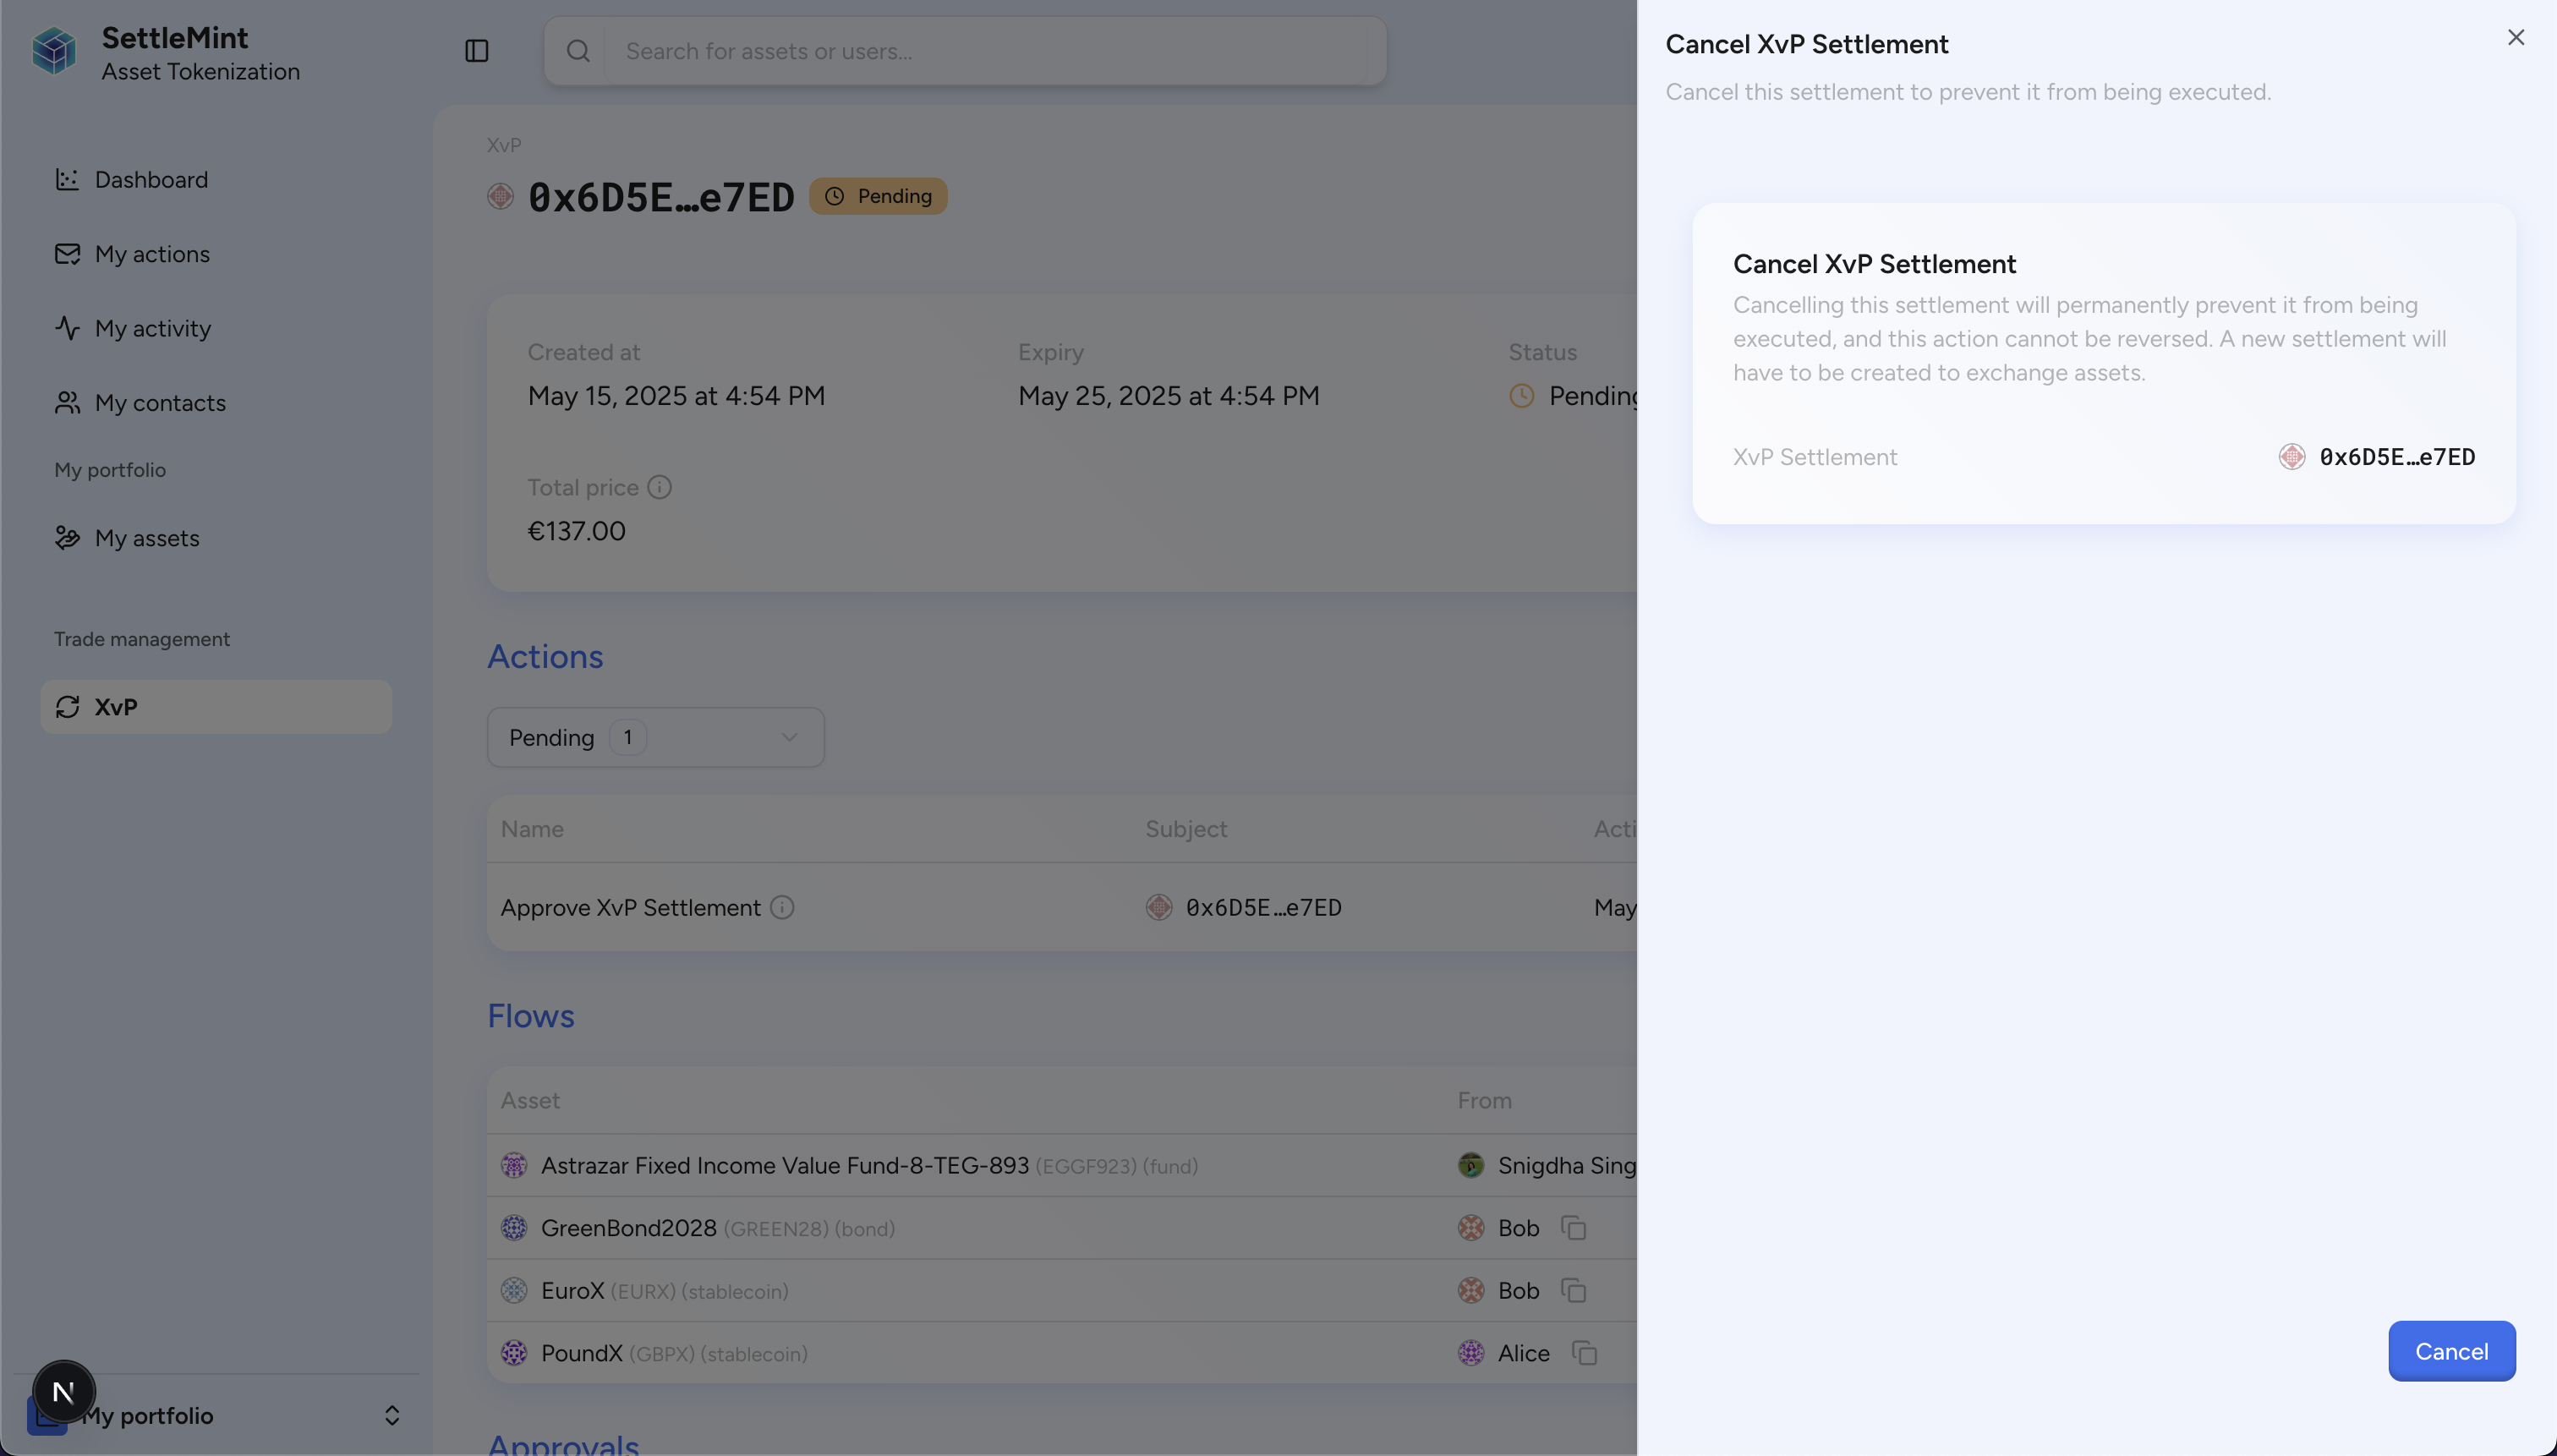 SettleMint
Asset Tokenization
Search for assets or users...
Dashboard
My actions
My activity
My contacts
My portfolio
My assets
Trade management
XvP
N
My portfolio
XvP
0x6D5E…e7ED Pending
Created at Expiry Status
May 15, 2025 at 4:54 PM May 25, 2025 at 4:54 PM Pending
Total price
€137.00
Actions
Pending 1
Name Subject Acti
Approve XvP Settlement 0x6D5E…e7ED May
Flows
Asset From
Astrazar Fixed Income Value Fund-8-TEG-893 (EGGF923) (fund) Snigdha Sing
GreenBond2028 (GREEN28) (bond) Bob
EuroX (EURX) (stablecoin) Bob
PoundX (GBPX) (stablecoin) Alice
Approvals
Cancel XvP Settlement
Cancel this settlement to prevent it from being executed.
Cancel XvP Settlement
Cancelling this settlement will permanently prevent it from being
executed, and this action cannot be reversed. A new settlement will
have to be created to exchange assets.
XvP Settlement 0x6D5E…e7ED
Cancel